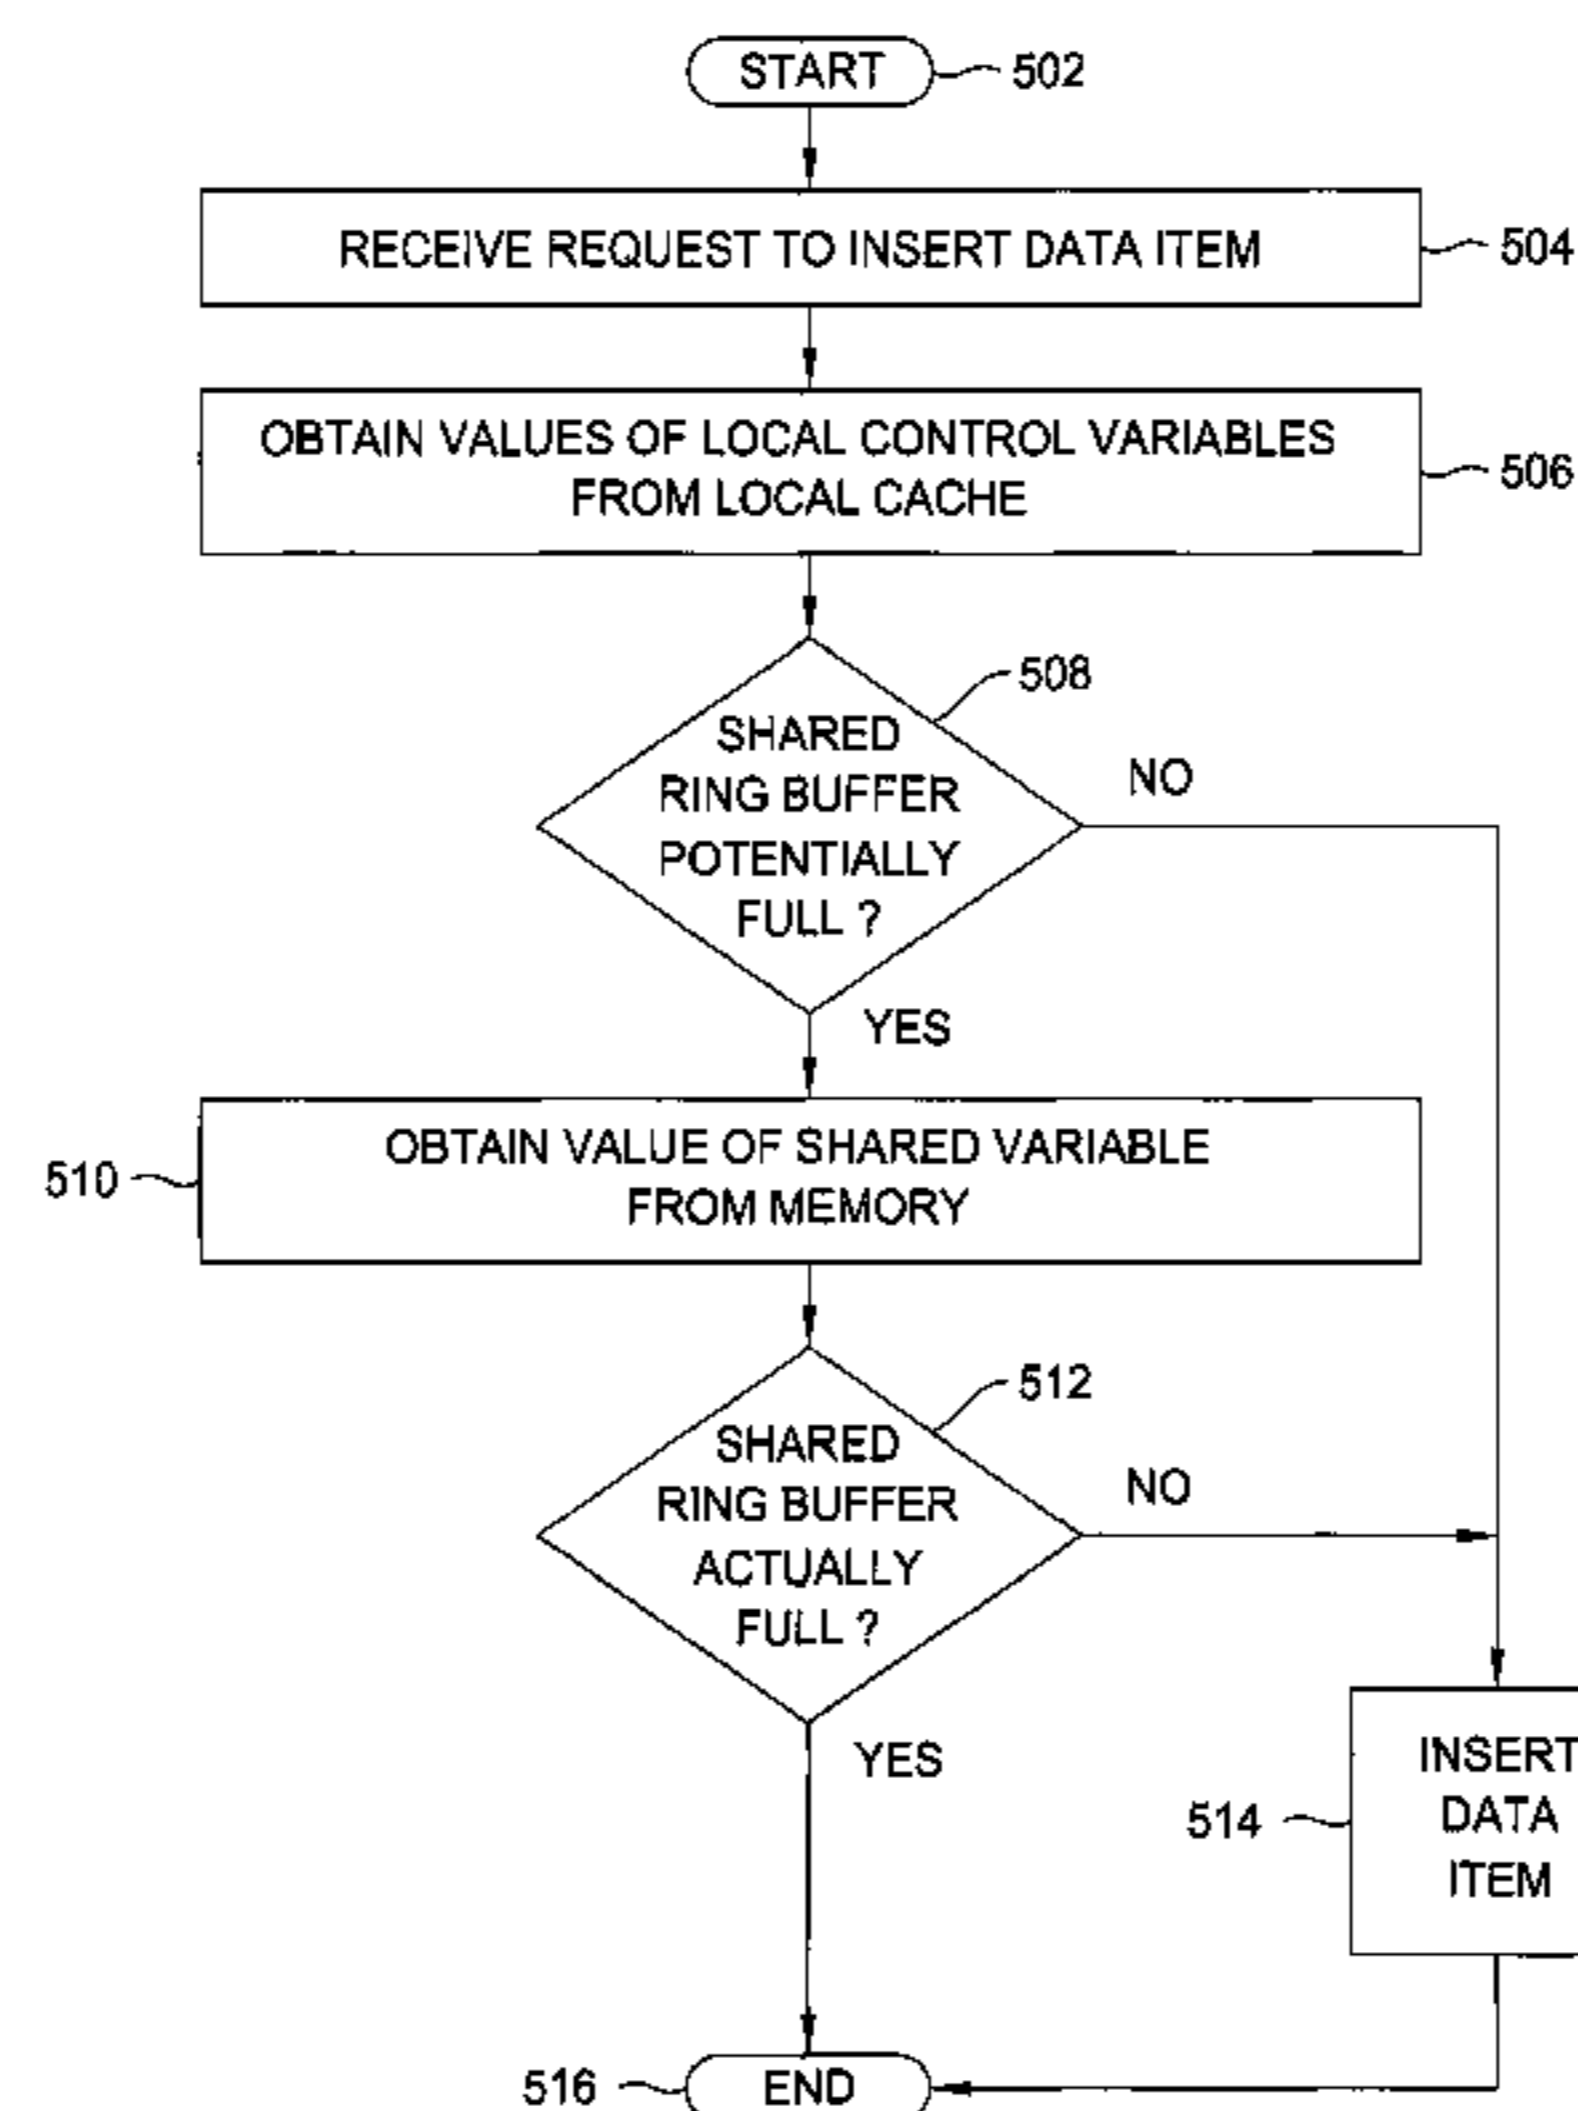 START
502
RECEIVE REQUEST TO INSERT DATA ITEM
504
OBTAIN VALUES OF LOCAL CONTROL VARIABLES
FROM LOCAL CACHE
506
508
SHARED
RING BUFFER
POTENTIALLY
FULL ?
NO
YES
OBTAIN VALUE OF SHARED VARIABLE
FROM MEMORY
510
512
SHARED
RING BUFFER
ACTUALLY
FULL ?
NO
YES
INSERT
DATA
ITEM
514
516
END